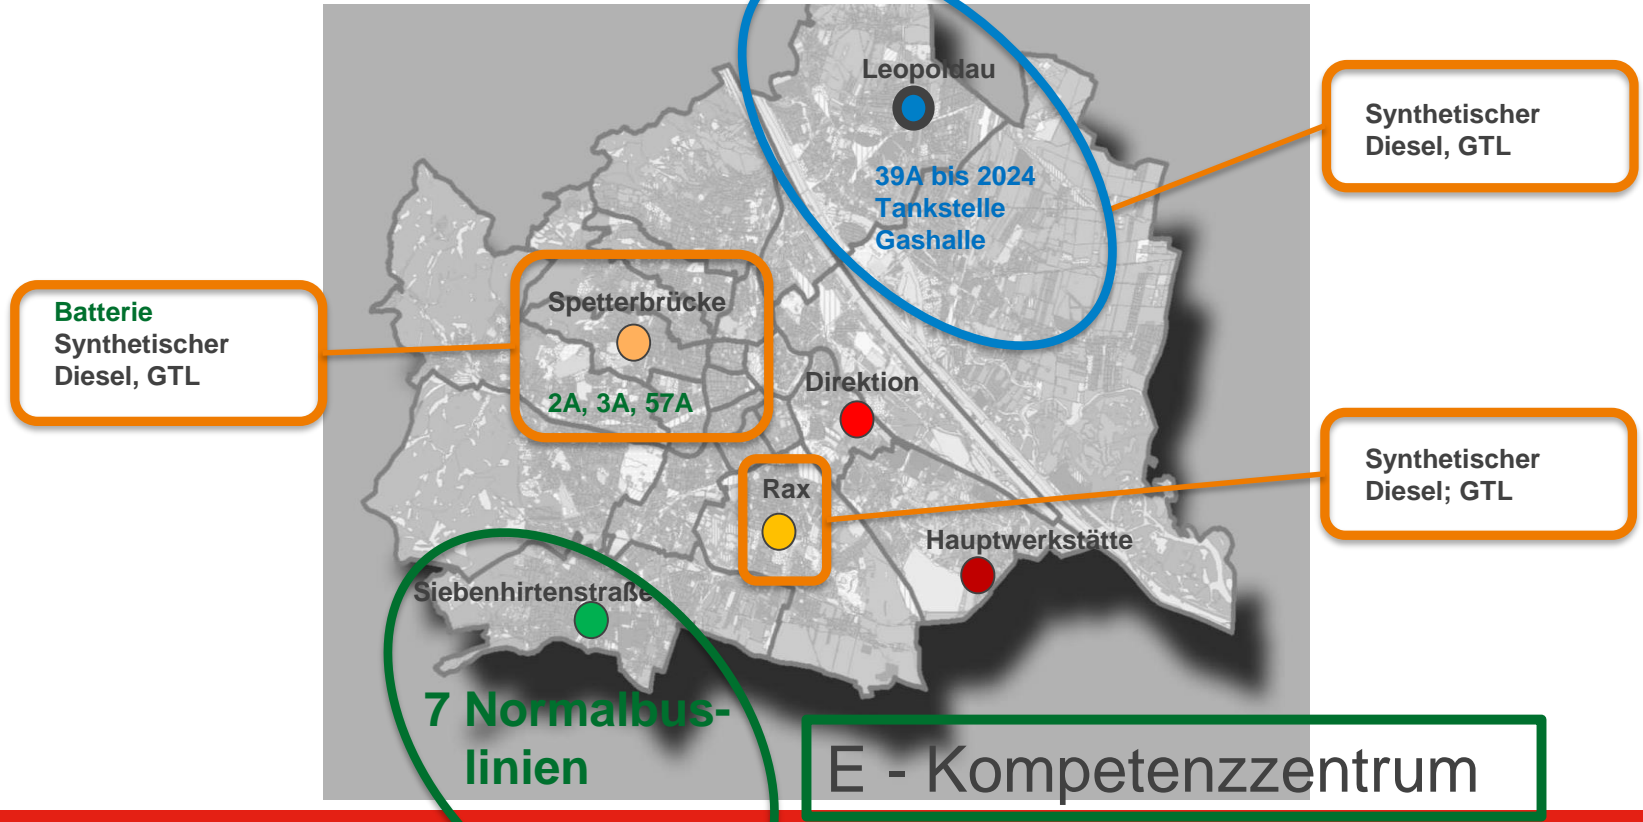 Leopoldau
39A bis 2024
Tankstelle
Gashalle
Synthetischer
Diesel, GTL
Batterie
Synthetischer
Diesel, GTL
Spetterbrücke
2A, 3A, 57A
Direktion
Rax
Synthetischer
Diesel; GTL
Hauptwerkstätte
Siebenhirtenstraße
7 Normalbus-
linien
E - Kompetenzzentrum